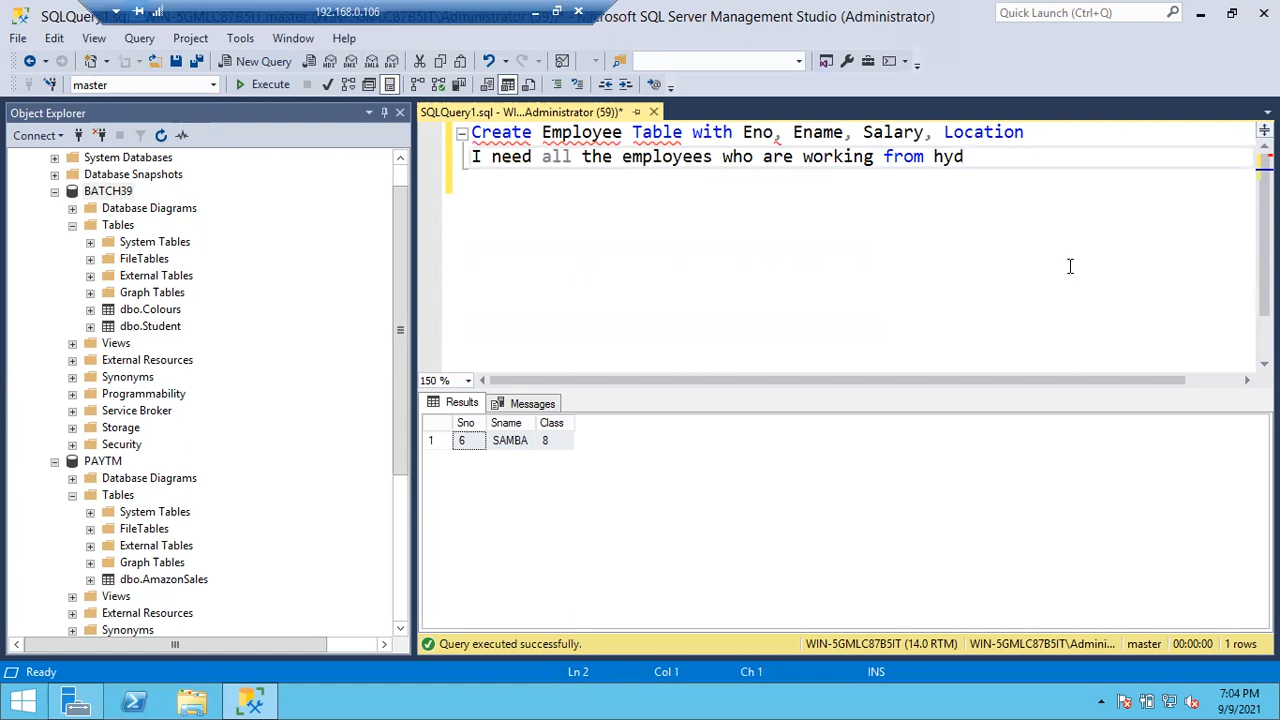 SQLQuery1.sql - WIN-5GMLC87B5IT.master
192.168.0.106
Microsoft SQL Server Management Studio (Administrator)
Quick Launch (Ctrl+Q)
File Edit View Query Project Tools Window Help
New Query
MDX DMX XMLA DAX
master
Execute
Object Explorer
SQLQuery1.sql - WI...Administrator (59))*
Connect
Create Employee Table with Eno, Ename, Salary, Location
I need all the employees who are working from hyd
System Databases
Database Snapshots
BATCH39
Database Diagrams
Tables
System Tables
FileTables
External Tables
Graph Tables
dbo.Colours
dbo.Student
Views
External Resources
Synonyms
Programmability
Service Broker
Storage
Security
PAYTM
Database Diagrams
Tables
System Tables
FileTables
External Tables
Graph Tables
dbo.AmazonSales
Views
External Resources
Synonyms
150 %
Results Messages
Sno Sname Class
1 6 SAMBA 8
Query executed successfully.
WIN-5GMLC87B5IT (14.0 RTM) WIN-5GMLC87B5IT\Admini... master 00:00:00 1 rows
Ready Ln 2 Col 1 Ch 1 INS
7:04 PM
9/9/2021